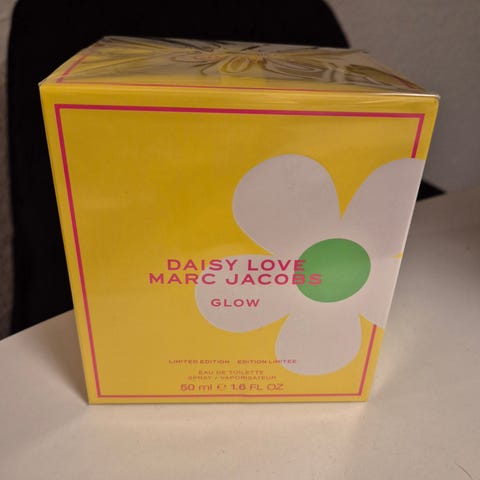 DAISY LOVE
MARC JACOBS
GLOW
LIMITED EDITION EDITION LIMITÉE
EAU DE TOILETTE
SPRAY / VAPORISATEUR
50 ml ℮ 1.6 FL OZ